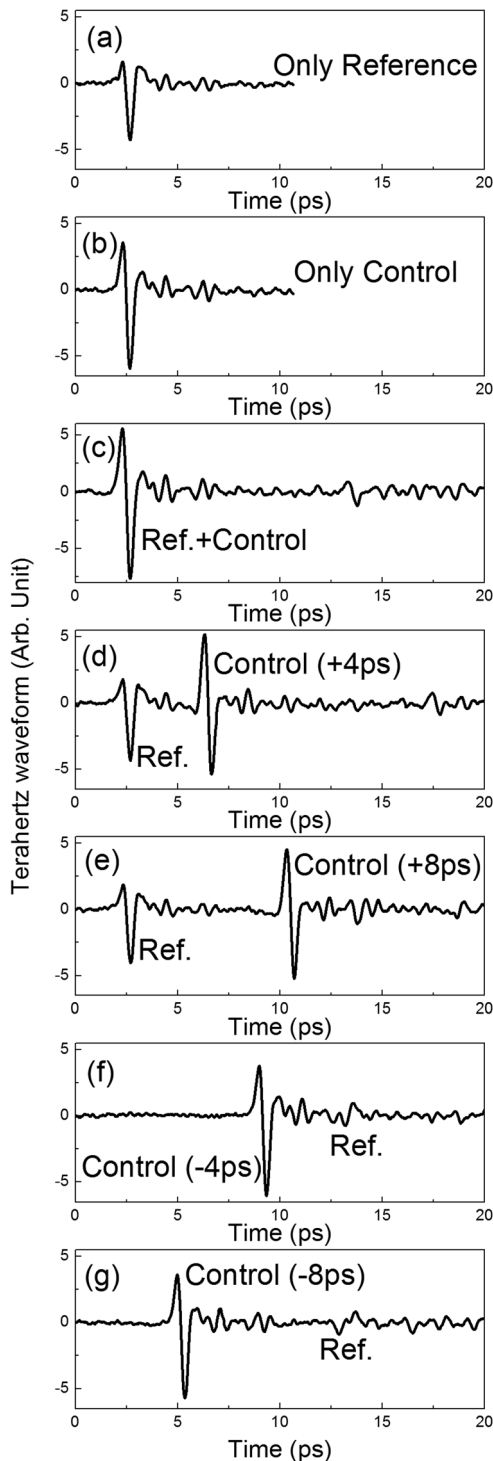 Terahertz waveform (Arb. Unit)
(a)
Only Reference
5
0
-5
0 5 10 15 20
Time (ps)
(b)
Only Control
5
0
-5
0 5 10 15 20
Time (ps)
(c)
Ref.+Control
5
0
-5
0 5 10 15 20
Time (ps)
(d)
Control (+4ps)
Ref.
5
0
-5
0 5 10 15 20
Time (ps)
(e)
Control (+8ps)
Ref.
5
0
-5
0 5 10 15 20
Time (ps)
(f)
Control (-4ps)
Ref.
5
0
-5
0 5 10 15 20
Time (ps)
(g)
Control (-8ps)
Ref.
5
0
-5
0 5 10 15 20
Time (ps)